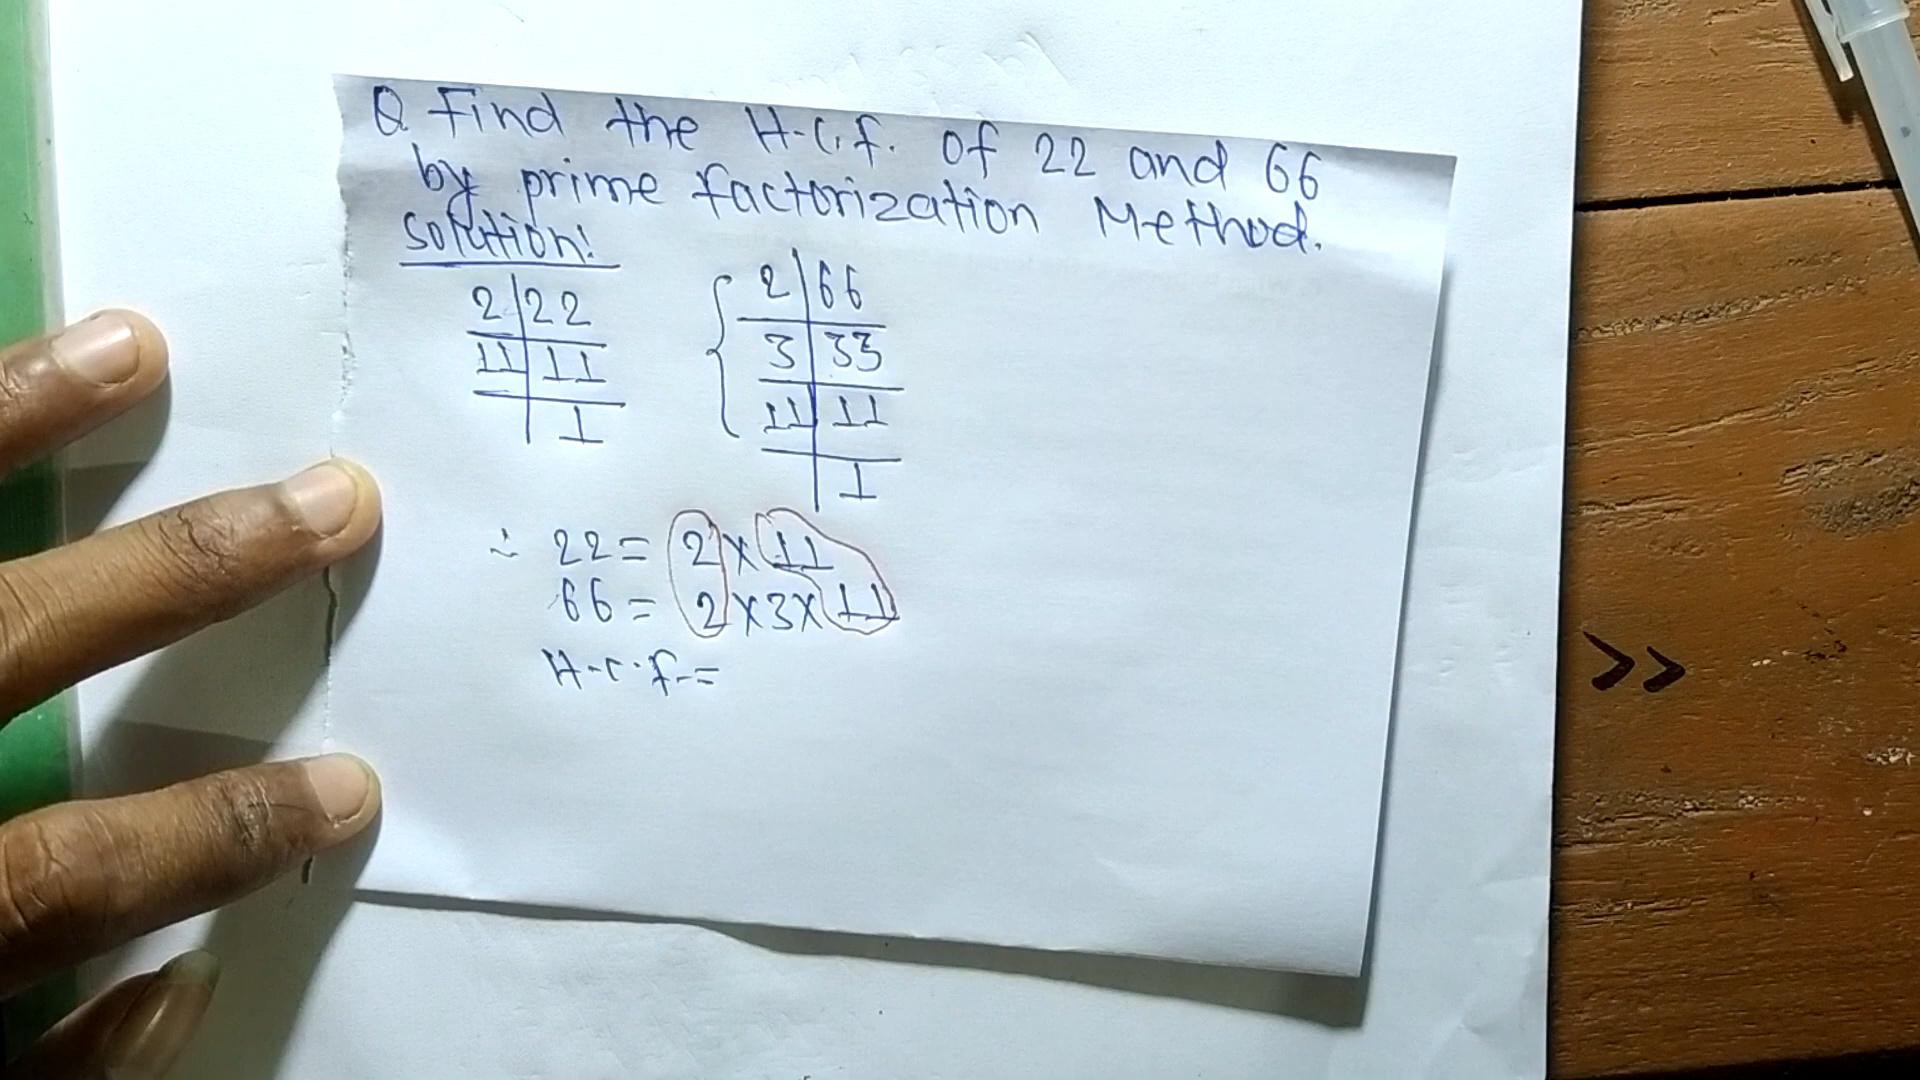 Q Find the H.C.f. of 22 and 66
by prime factorization Method.
solution:
2 | 22
11 | 11
1
2 | 66
3 | 33
11 | 11
1
∴ 22 = 2 x 11
66 = 2 x 3 x 11
H.C.f. =
>>